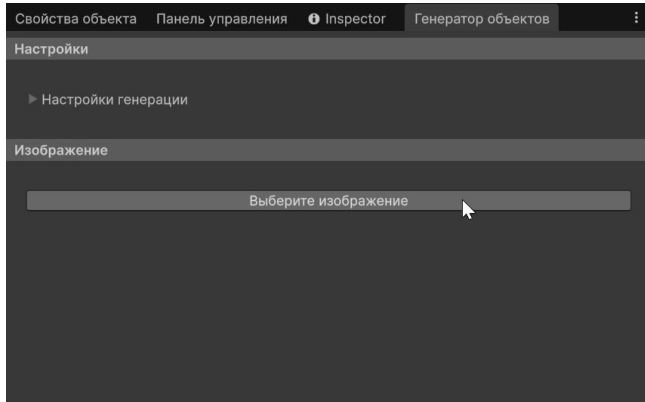 Свойства объекта Панель управления Inspector Генератор объектов
Настройки
Настройки генерации
Изображение
Выберите изображение